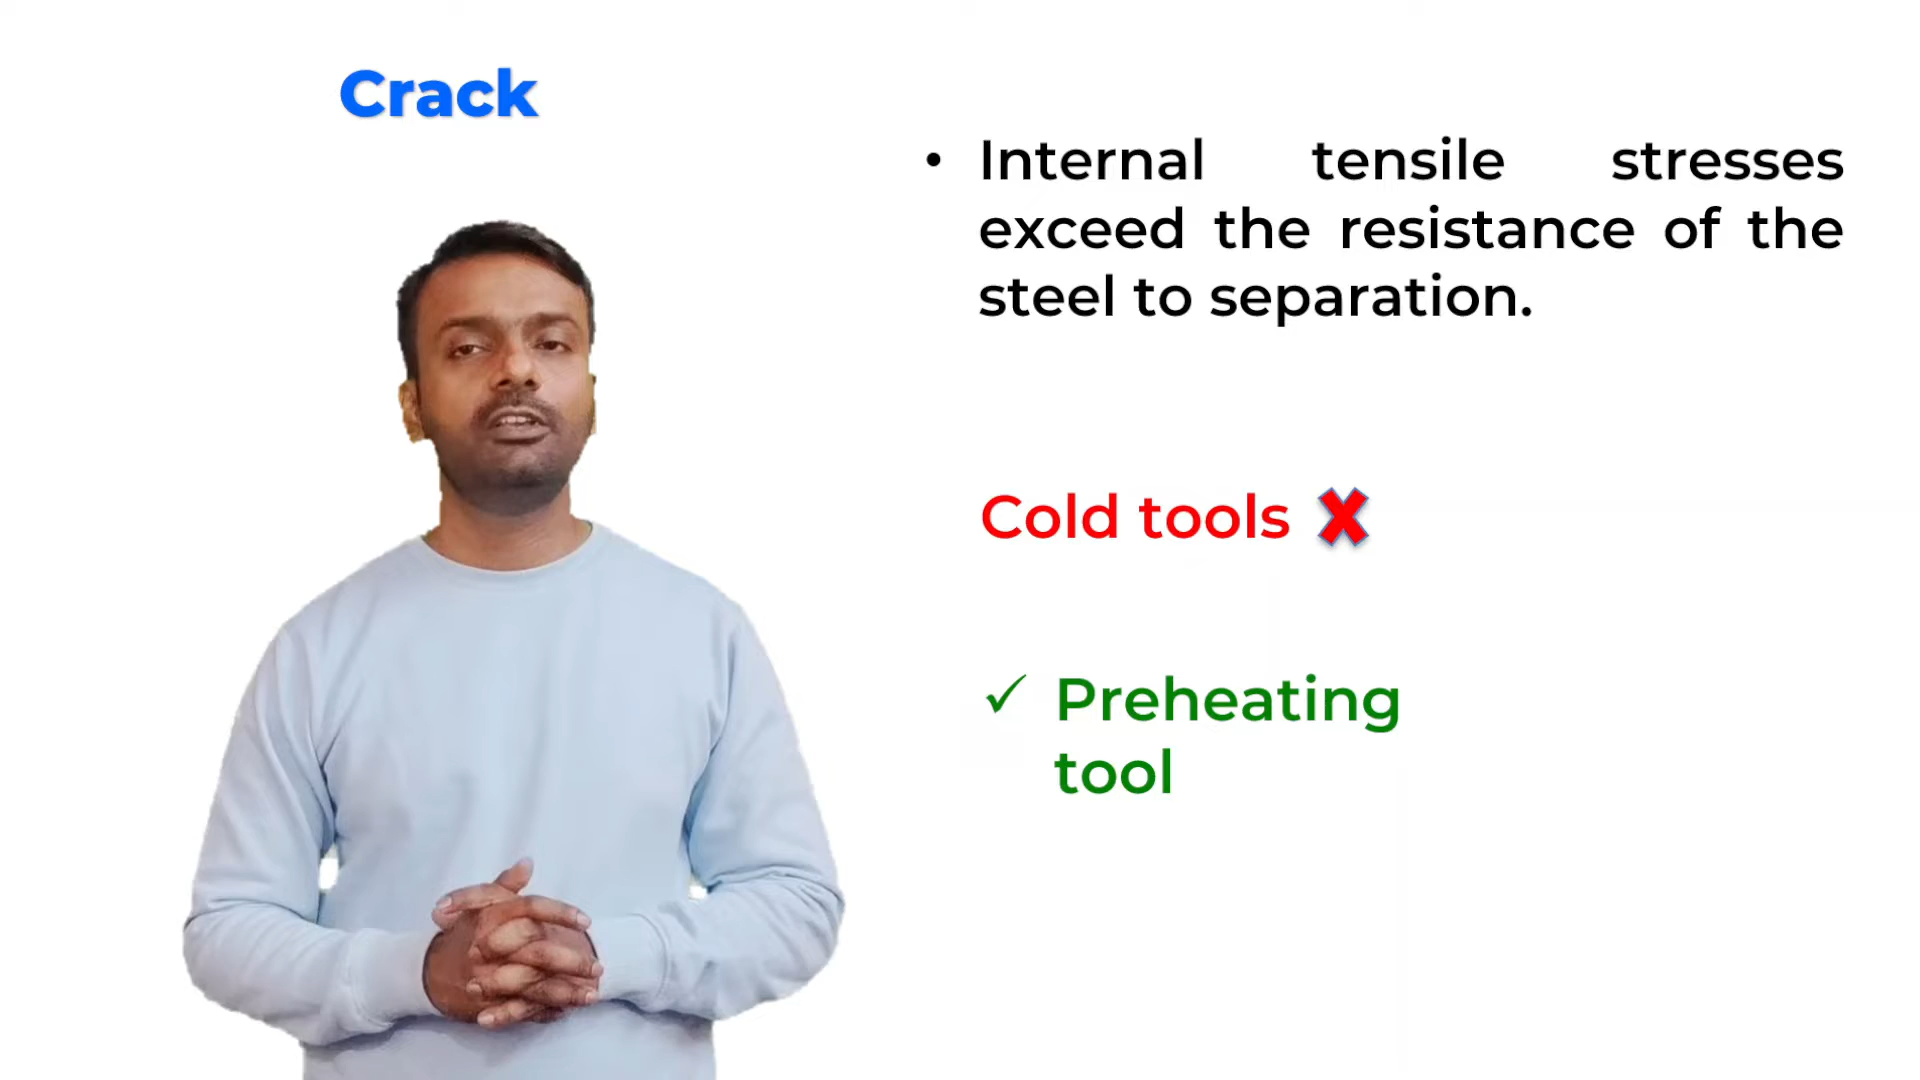 Crack
• Internal tensile stresses
exceed the resistance of the
steel to separation.
Cold tools ✘
✓ Preheating
tool